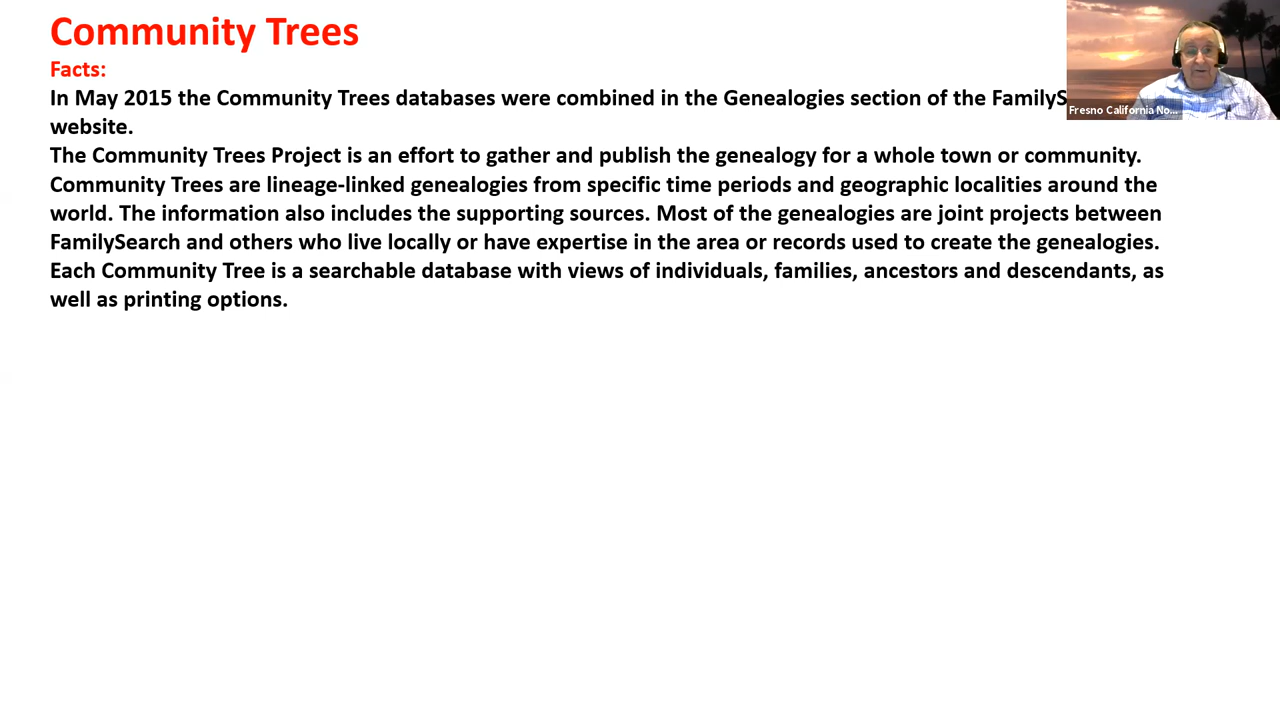 Community Trees
Facts:
In May 2015 the Community Trees databases were combined in the Genealogies section of the FamilyS
website.
The Community Trees Project is an effort to gather and publish the genealogy for a whole town or community.
Community Trees are lineage-linked genealogies from specific time periods and geographic localities around the
world. The information also includes the supporting sources. Most of the genealogies are joint projects between
FamilySearch and others who live locally or have expertise in the area or records used to create the genealogies.
Each Community Tree is a searchable database with views of individuals, families, ancestors and descendants, as
well as printing options.
Fresno California No...